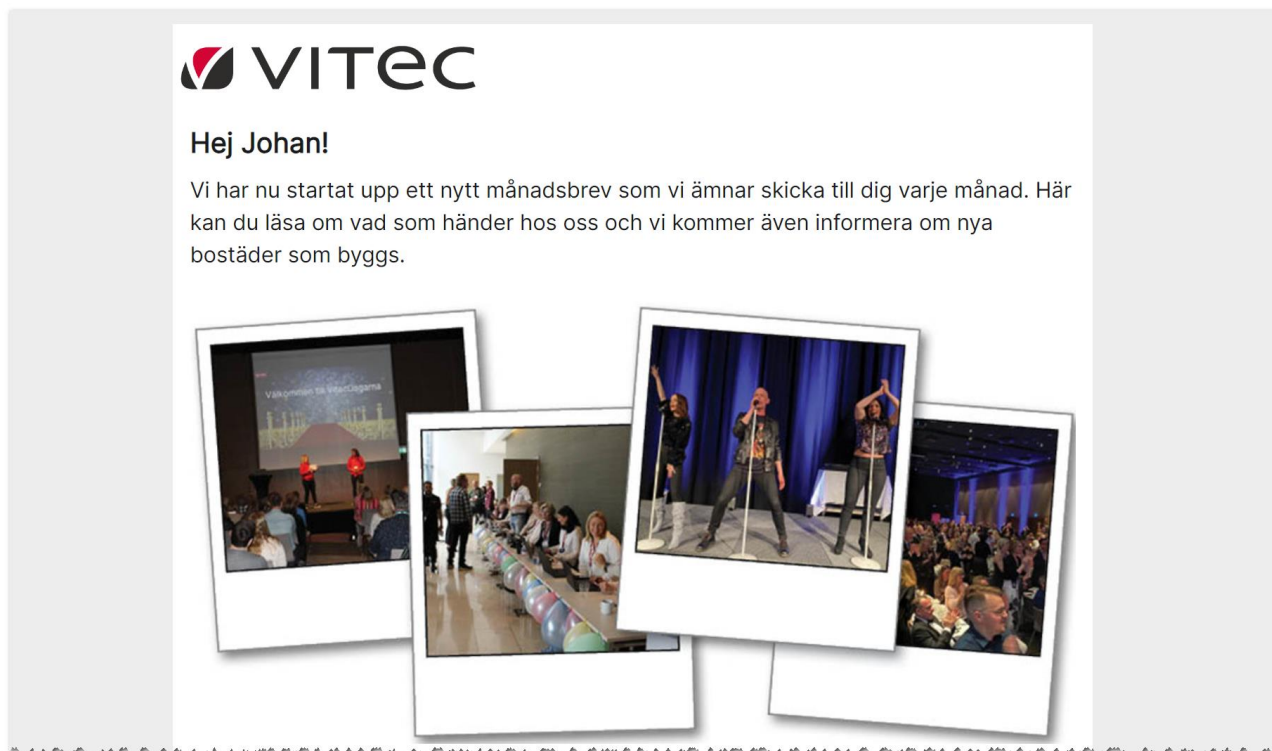 VITEC
Hej Johan!
Vi har nu startat upp ett nytt månadsbrev som vi ämnar skicka till dig varje månad. Här
kan du läsa om vad som händer hos oss och vi kommer även informera om nya
bostäder som byggs.
Välkommen till Vitecdagarna